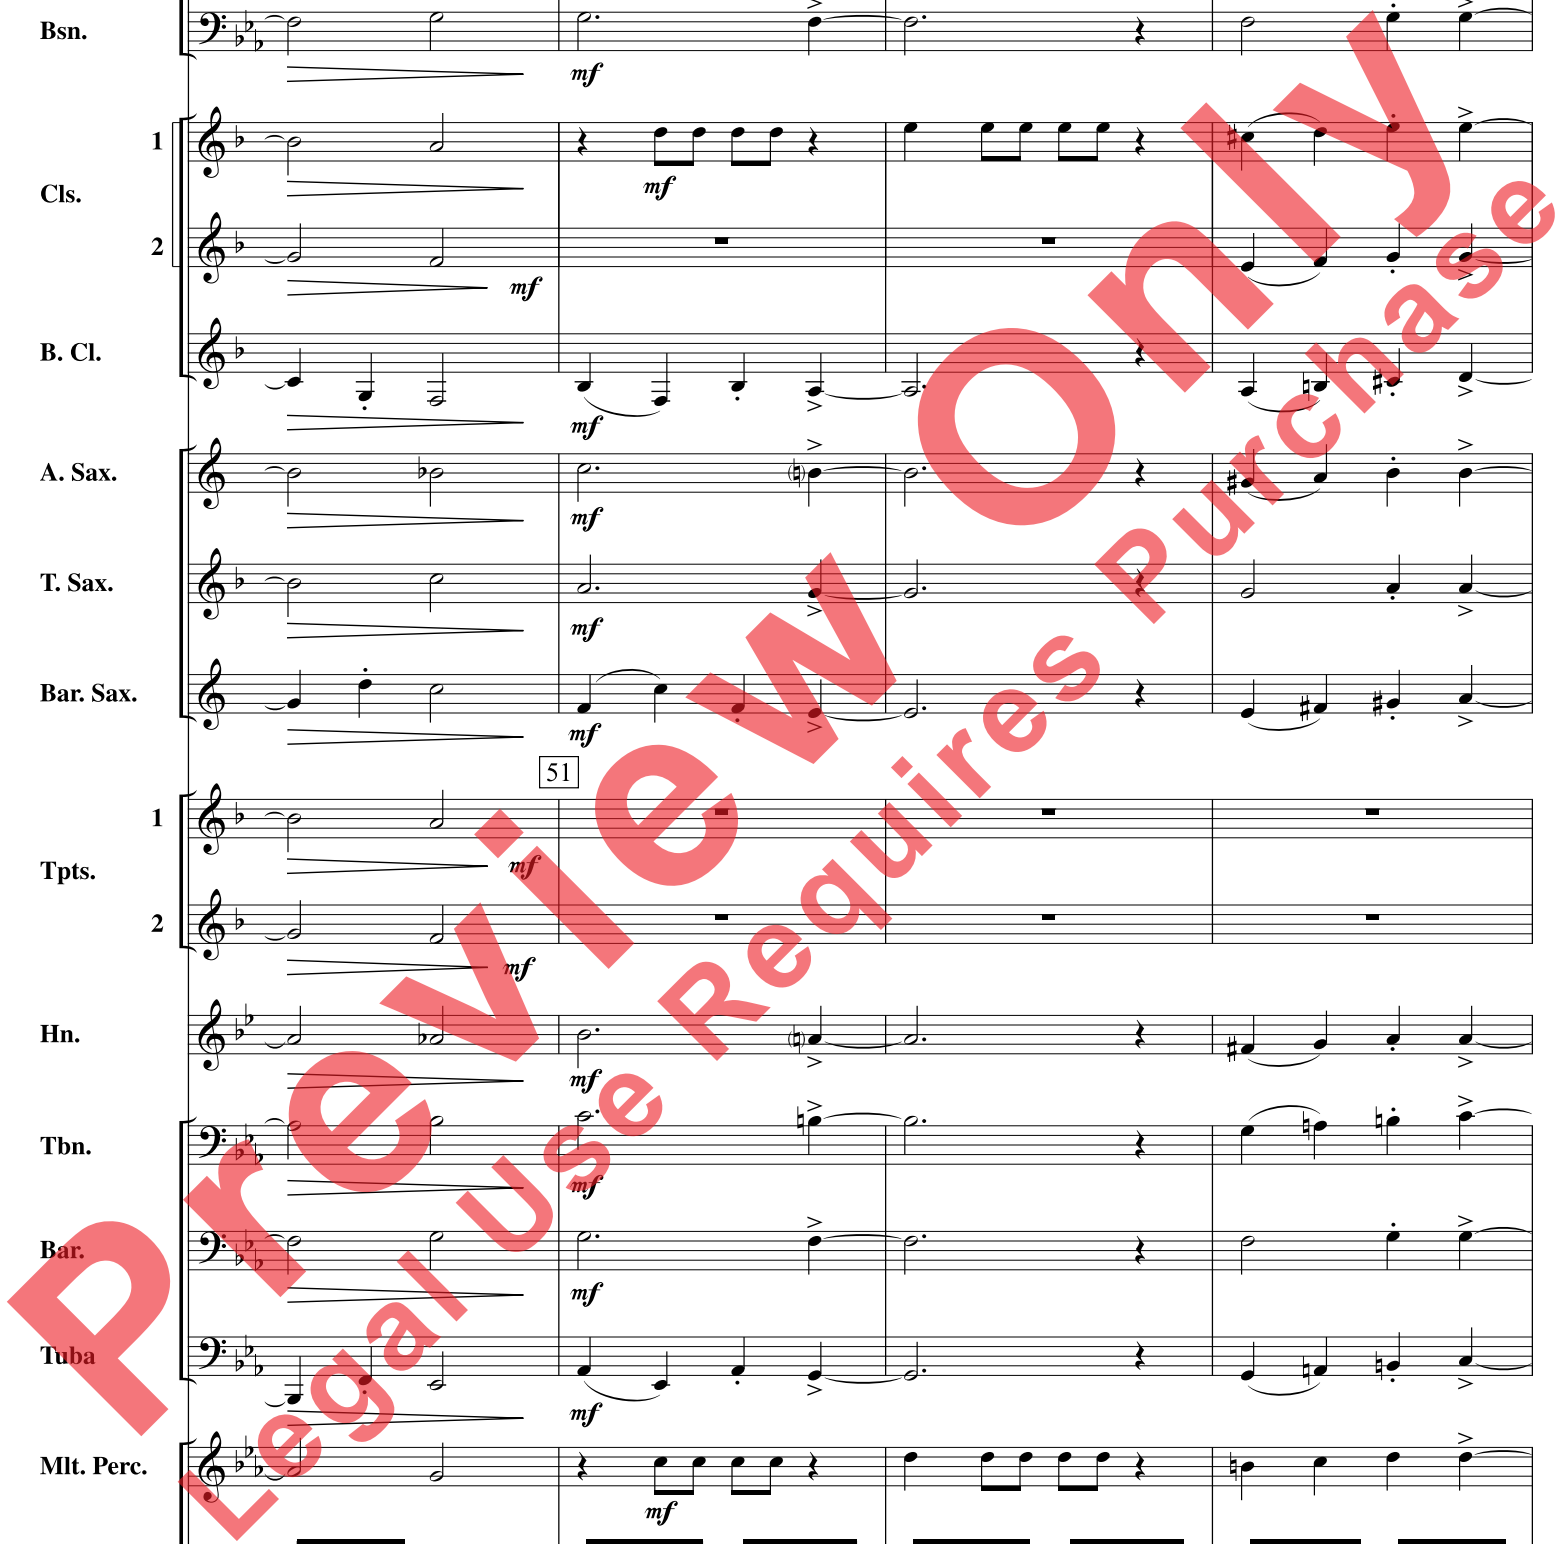 Bsn.
mf
1
mf
Cls.
2
mf
B. Cl.
mf
A. Sax.
mf
T. Sax.
mf
Bar. Sax.
mf
51
1
mf
Tpts.
2
mf
Hn.
mf
Tbn.
mf
Bar.
mf
Tuba
mf
Mlt. Perc.
mf
Preview Only
Legal Use Requires Purchase